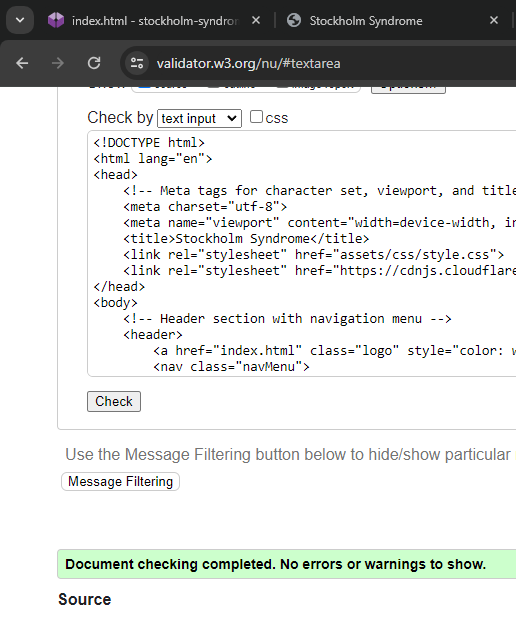 index.html - stockholm-syndron
Stockholm Syndrome
validator.w3.org/nu/#textarea
Check by text input css
<!DOCTYPE html>
<html lang="en">
<head>
<!-- Meta tags for character set, viewport, and title
<meta charset="utf-8">
<meta name="viewport" content="width=device-width, in
<title>Stockholm Syndrome</title>
<link rel="stylesheet" href="assets/css/style.css">
<link rel="stylesheet" href="https://cdnjs.cloudflare
</head>
<body>
<!-- Header section with navigation menu -->
<header>
<a href="index.html" class="logo" style="color: w
<nav class="navMenu">
Check
Use the Message Filtering button below to hide/show particular
Message Filtering
Document checking completed. No errors or warnings to show.
Source